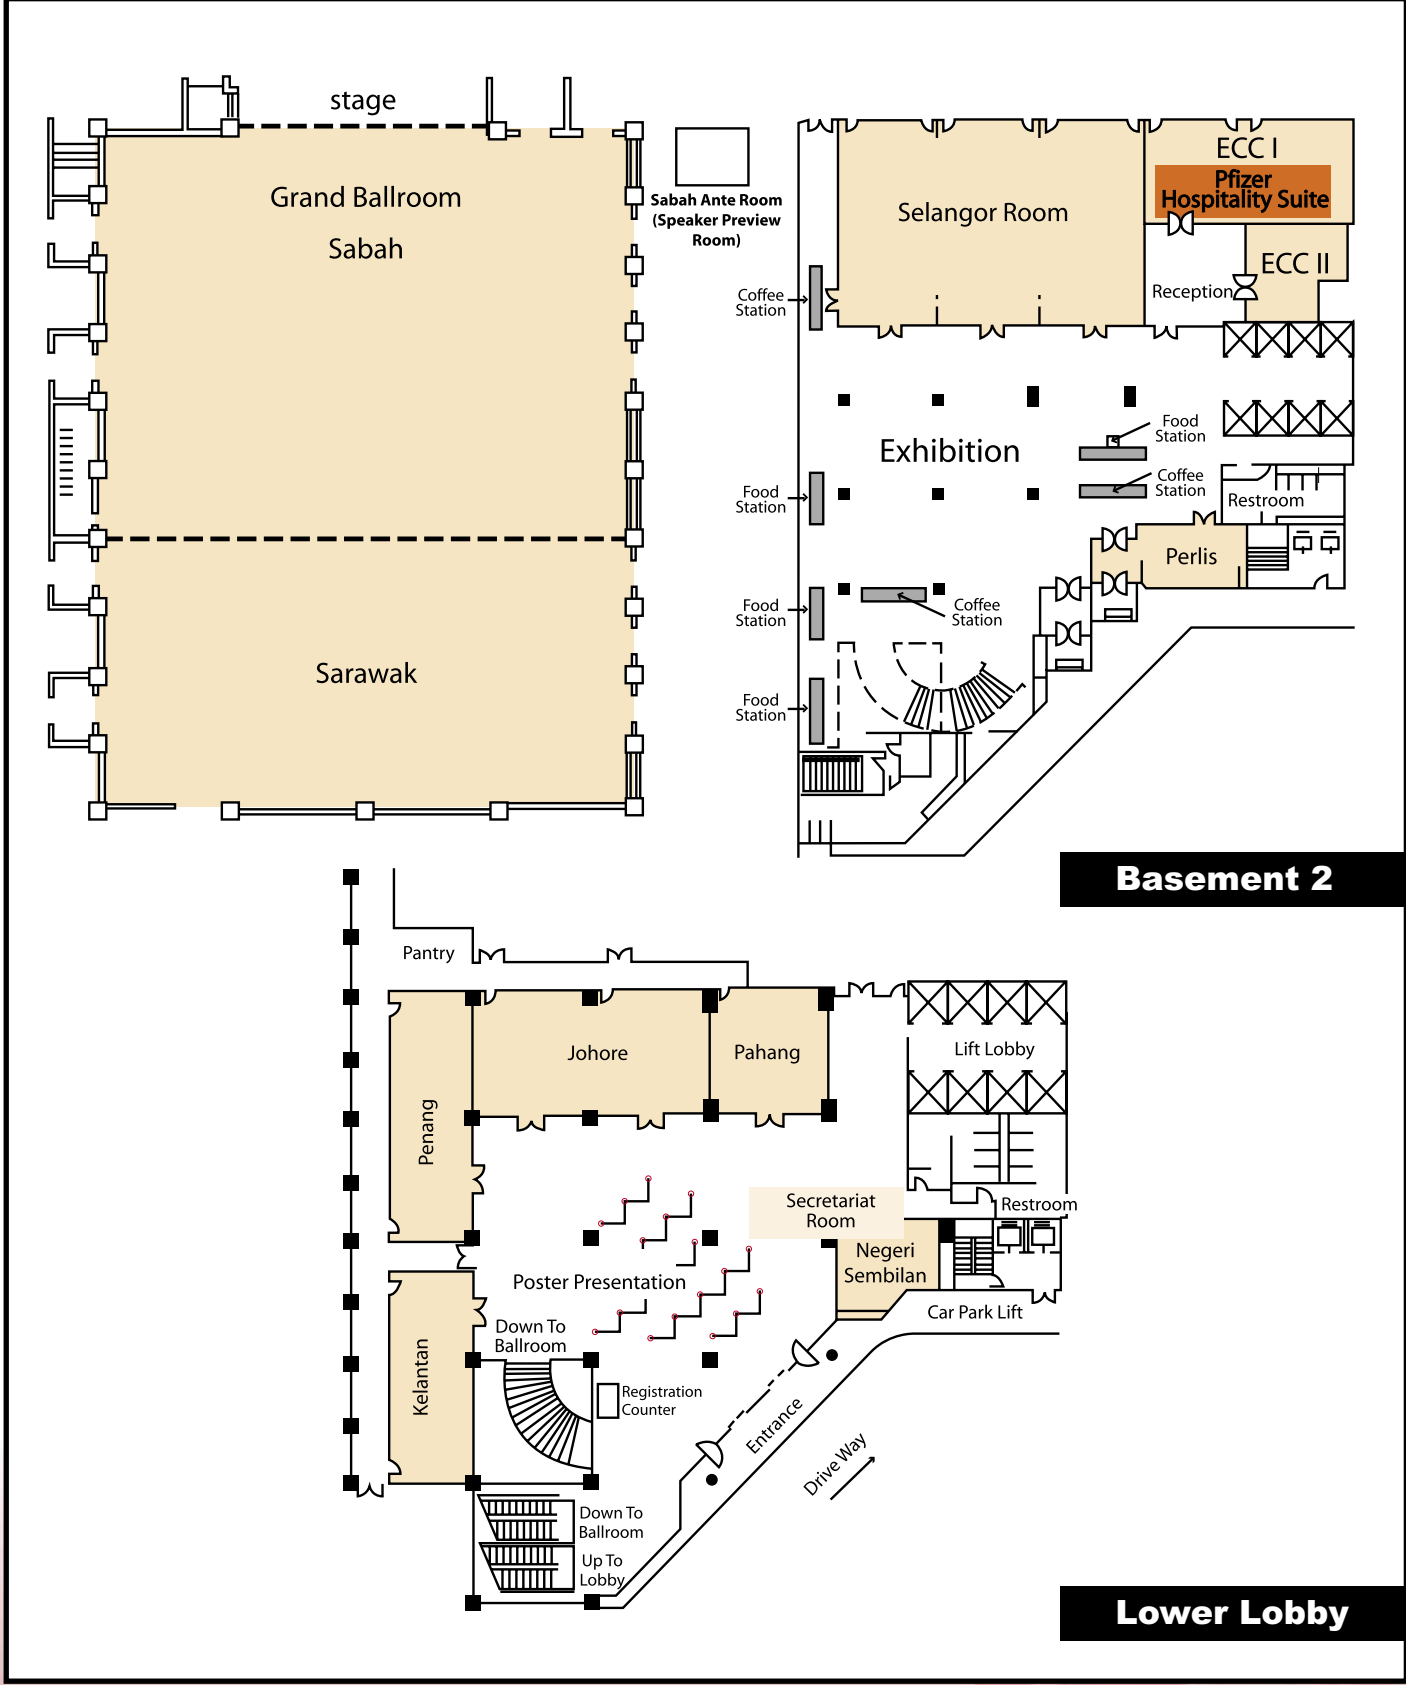 stage
Grand Ballroom
Sabah
Sarawak
Sabah Ante Room
(Speaker Preview
Room)
ECC I
Pfizer
Hospitality Suite
Selangor Room
ECC II
Reception
Coffee
Station
Food
Station
Exhibition
Coffee
Station
Food
Station
Restroom
Perlis
Food
Station
Coffee
Station
Food
Station
Basement 2
Pantry
Johore
Pahang
Lift Lobby
Penang
Secretariat
Room
Restroom
Negeri
Sembilan
Poster Presentation
Car Park Lift
Down To
Ballroom
Kelantan
Registration
Counter
Entrance
Drive Way
Down To
Ballroom
Up To
Lobby
Lower Lobby